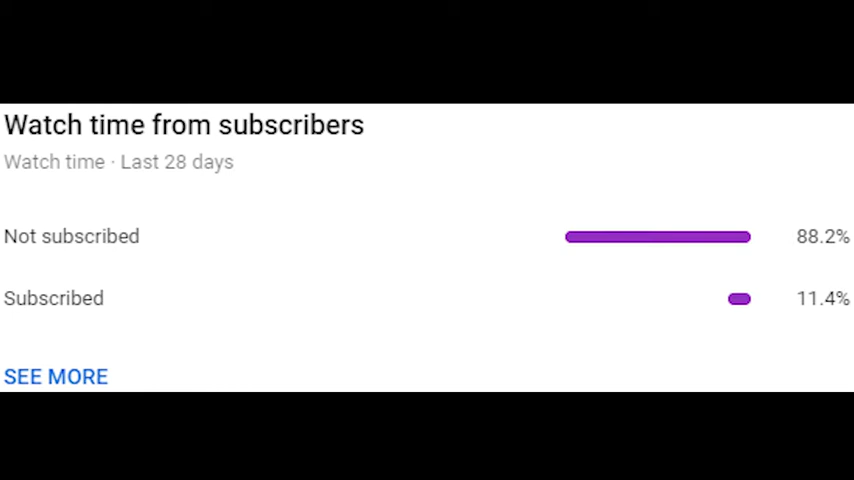 Watch time from subscribers
Watch time · Last 28 days
Not subscribed 88.2%
Subscribed 11.4%
SEE MORE